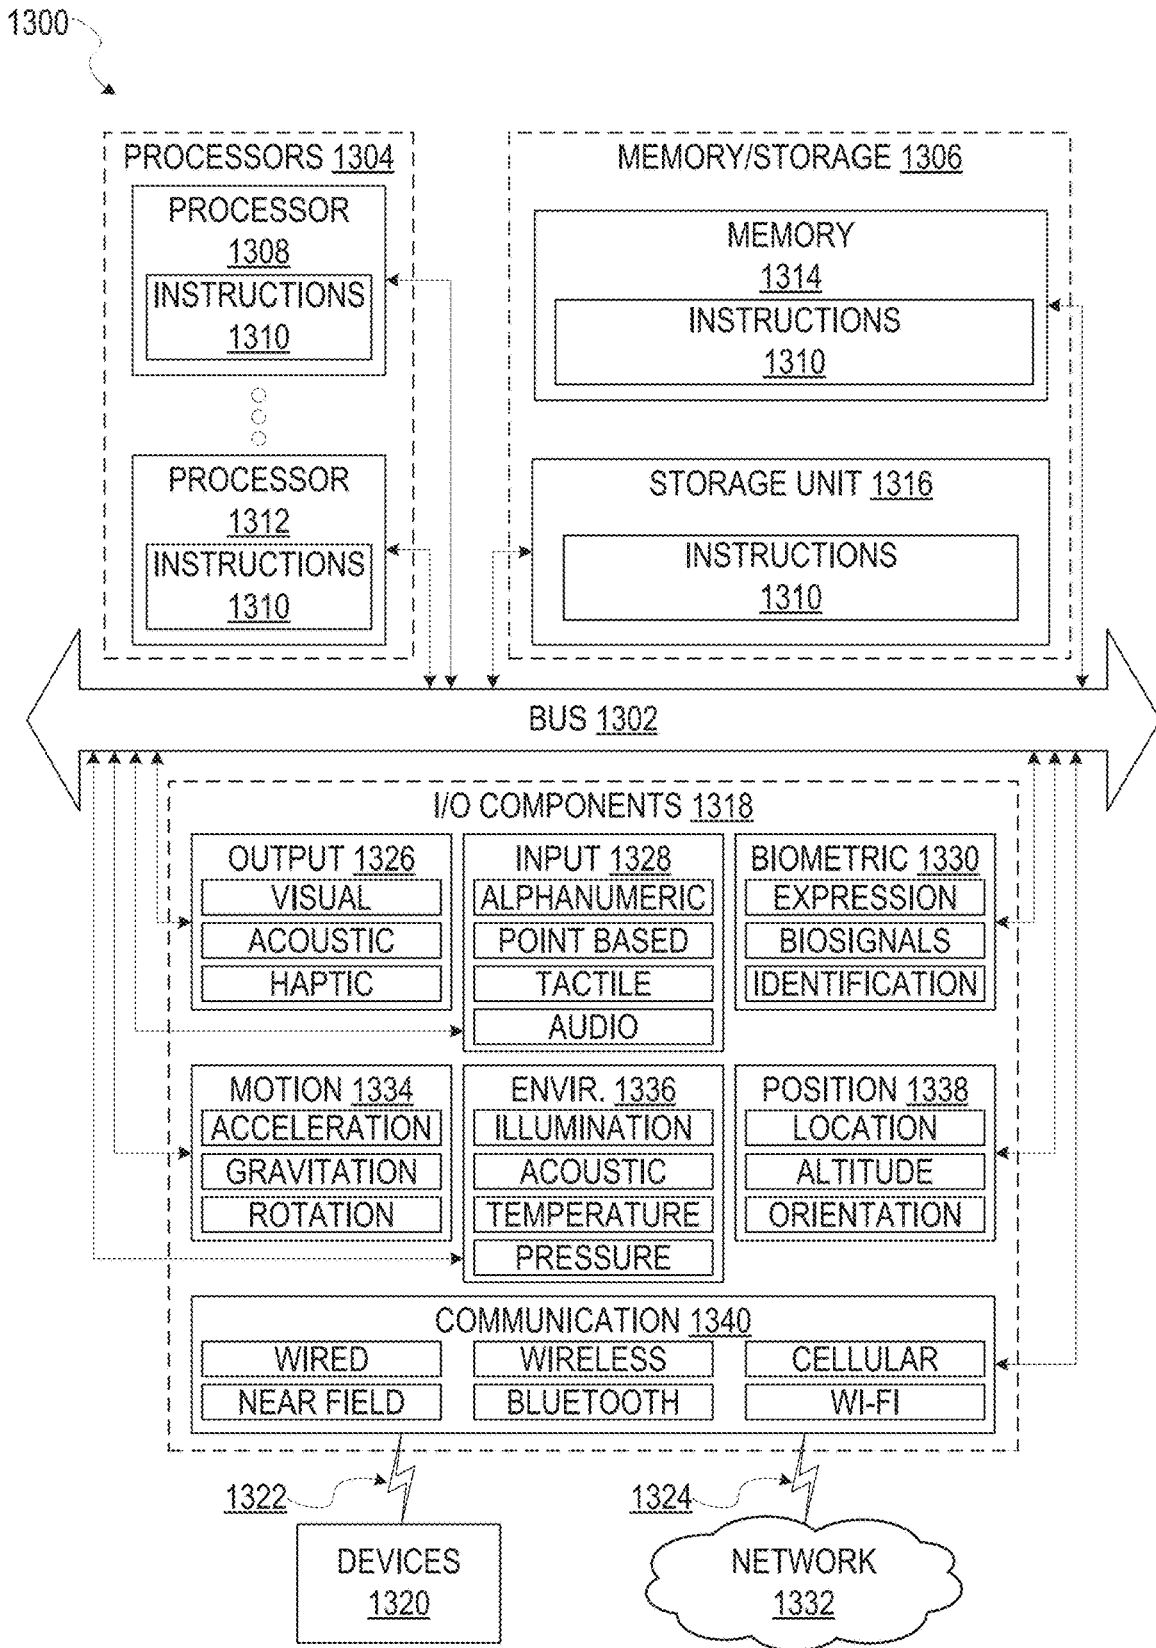 1300
PROCESSORS 1304
PROCESSOR
1308
INSTRUCTIONS
1310
PROCESSOR
1312
INSTRUCTIONS
1310
MEMORY/STORAGE 1306
MEMORY
1314
INSTRUCTIONS
1310
STORAGE UNIT 1316
INSTRUCTIONS
1310
BUS 1302
I/O COMPONENTS 1318
OUTPUT 1326
VISUAL
ACOUSTIC
HAPTIC
INPUT 1328
ALPHANUMERIC
POINT BASED
TACTILE
AUDIO
BIOMETRIC 1330
EXPRESSION
BIOSIGNALS
IDENTIFICATION
MOTION 1334
ACCELERATION
GRAVITATION
ROTATION
ENVIR. 1336
ILLUMINATION
ACOUSTIC
TEMPERATURE
PRESSURE
POSITION 1338
LOCATION
ALTITUDE
ORIENTATION
COMMUNICATION 1340
WIRED
WIRELESS
CELLULAR
NEAR FIELD
BLUETOOTH
WI-FI
1322
1324
DEVICES
1320
NETWORK
1332